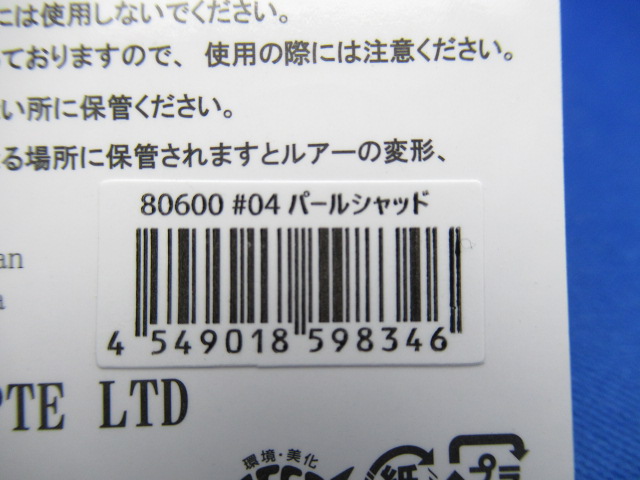 には使用しないでください。
ておりますので、使用の際には注意ください。
い所に保管ください。
る場所に保管されますとルアーの変形、
80600 #04 パールシャッド
an
a
4 549018 598346
PTE LTD
環境・美化
紙
プラ